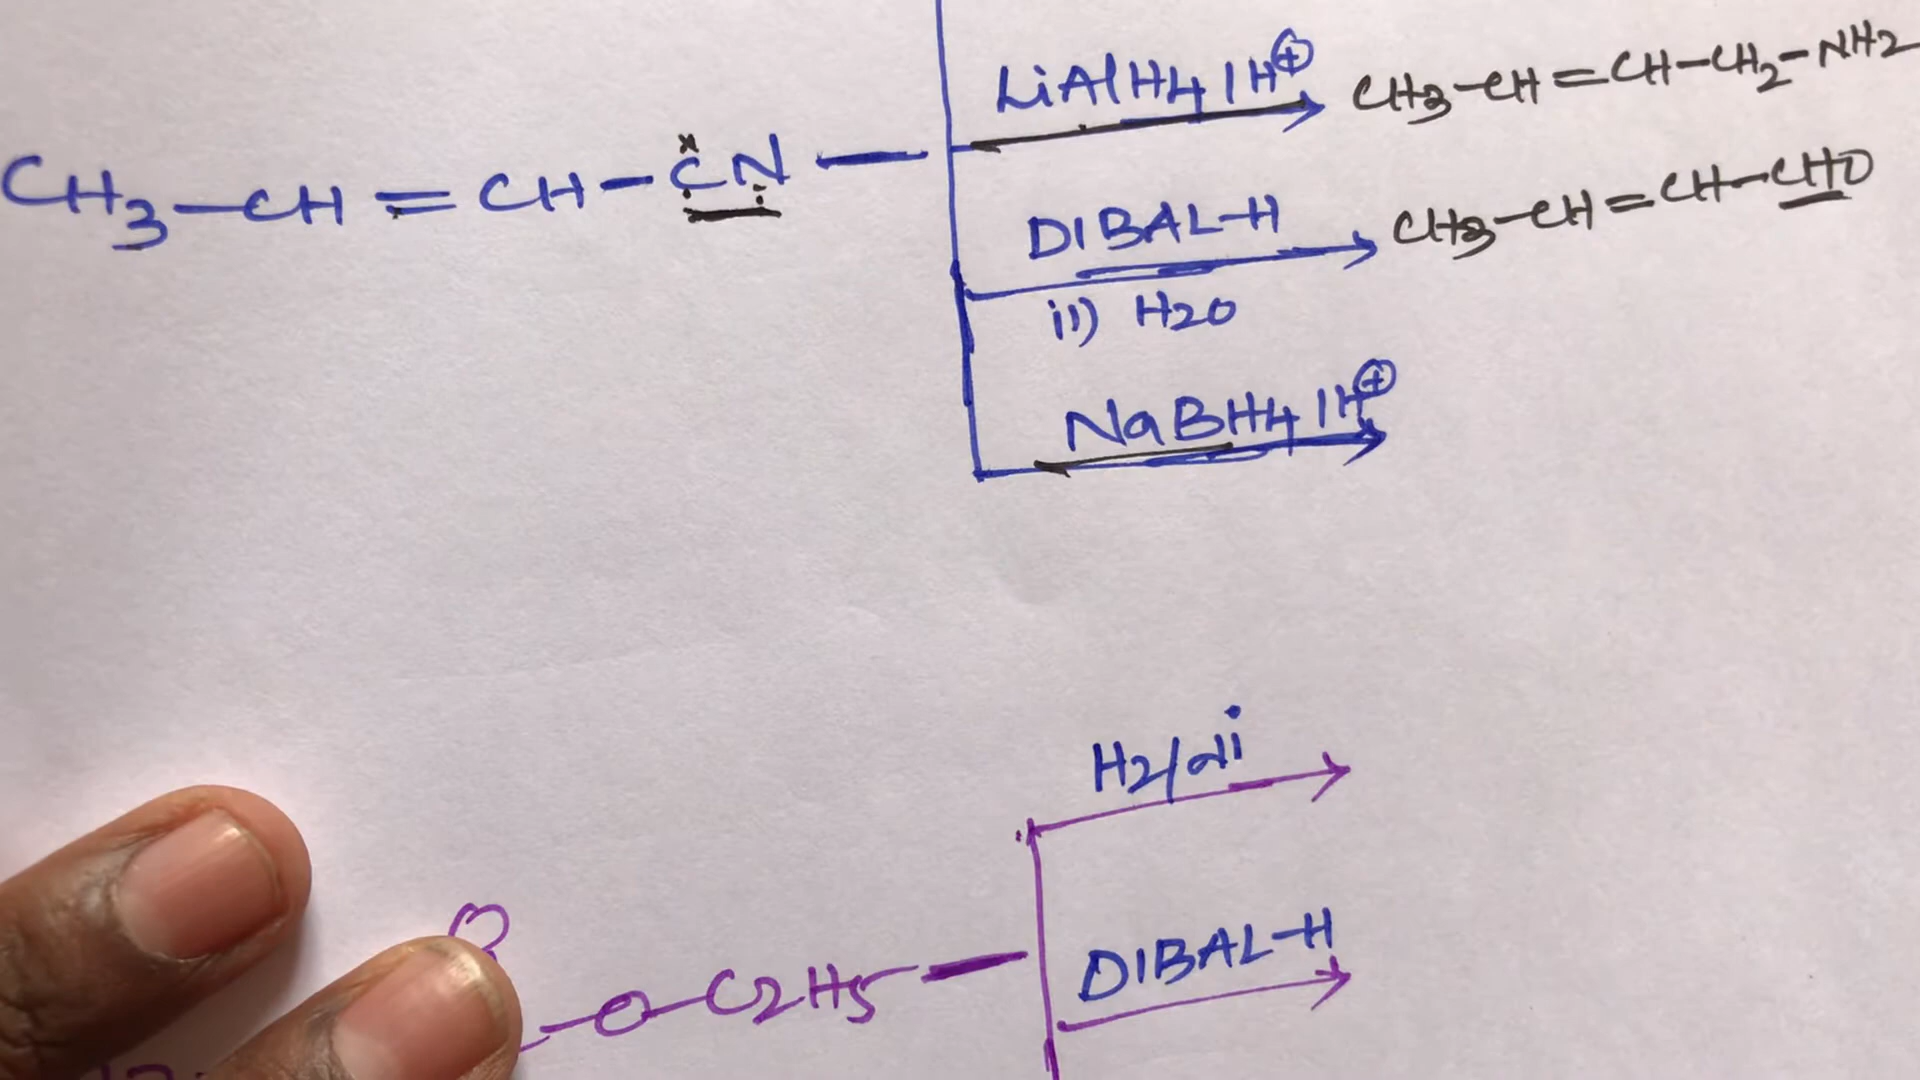 LiAlH4 / H⊕
CH3-CH=CH-CH2-NH2
CH3-CH=CH-CN
DIBAL-H
CH3-CH=CH-CHO
ii) H2O
NaBH4 / H⊕
H2/Ni
DIBAL-H
O
-O-C2H5